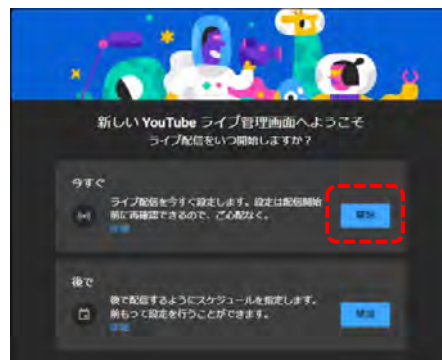 新しい YouTube ライブ管理画面へようこそ
ライブ配信をいつ開始しますか？
今すぐ
ライブ配信を今すぐ設定します。設定は配信開始
前に再確認できるので、ご心配なく。
詳細
開始
後で
後で配信するようにスケジュールを指定します。
前もって設定を行うことができます。
詳細
開始